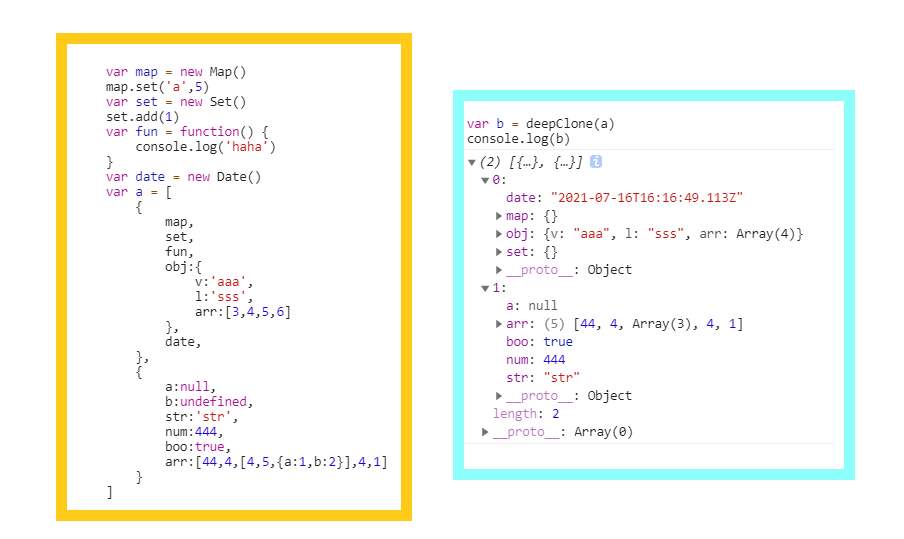 var map = new Map()
map.set('a',5)
var set = new Set()
set.add(1)
var fun = function() {
console.log('haha')
}
var date = new Date()
var a = [
{
map,
set,
fun,
obj:{
v:'aaa',
l:'sss',
arr:[3,4,5,6]
},
date,
},
{
a:null,
b:undefined,
str:'str',
num:444,
boo:true,
arr:[44,4,[4,5,{a:1,b:2}],4,1]
}
]
var b = deepClone(a)
console.log(b)
(2) [{…}, {…}] i
0:
date: "2021-07-16T16:16:49.113Z"
map: {}
obj: {v: "aaa", l: "sss", arr: Array(4)}
set: {}
__proto__: Object
1:
a: null
arr: (5) [44, 4, Array(3), 4, 1]
boo: true
num: 444
str: "str"
__proto__: Object
length: 2
__proto__: Array(0)